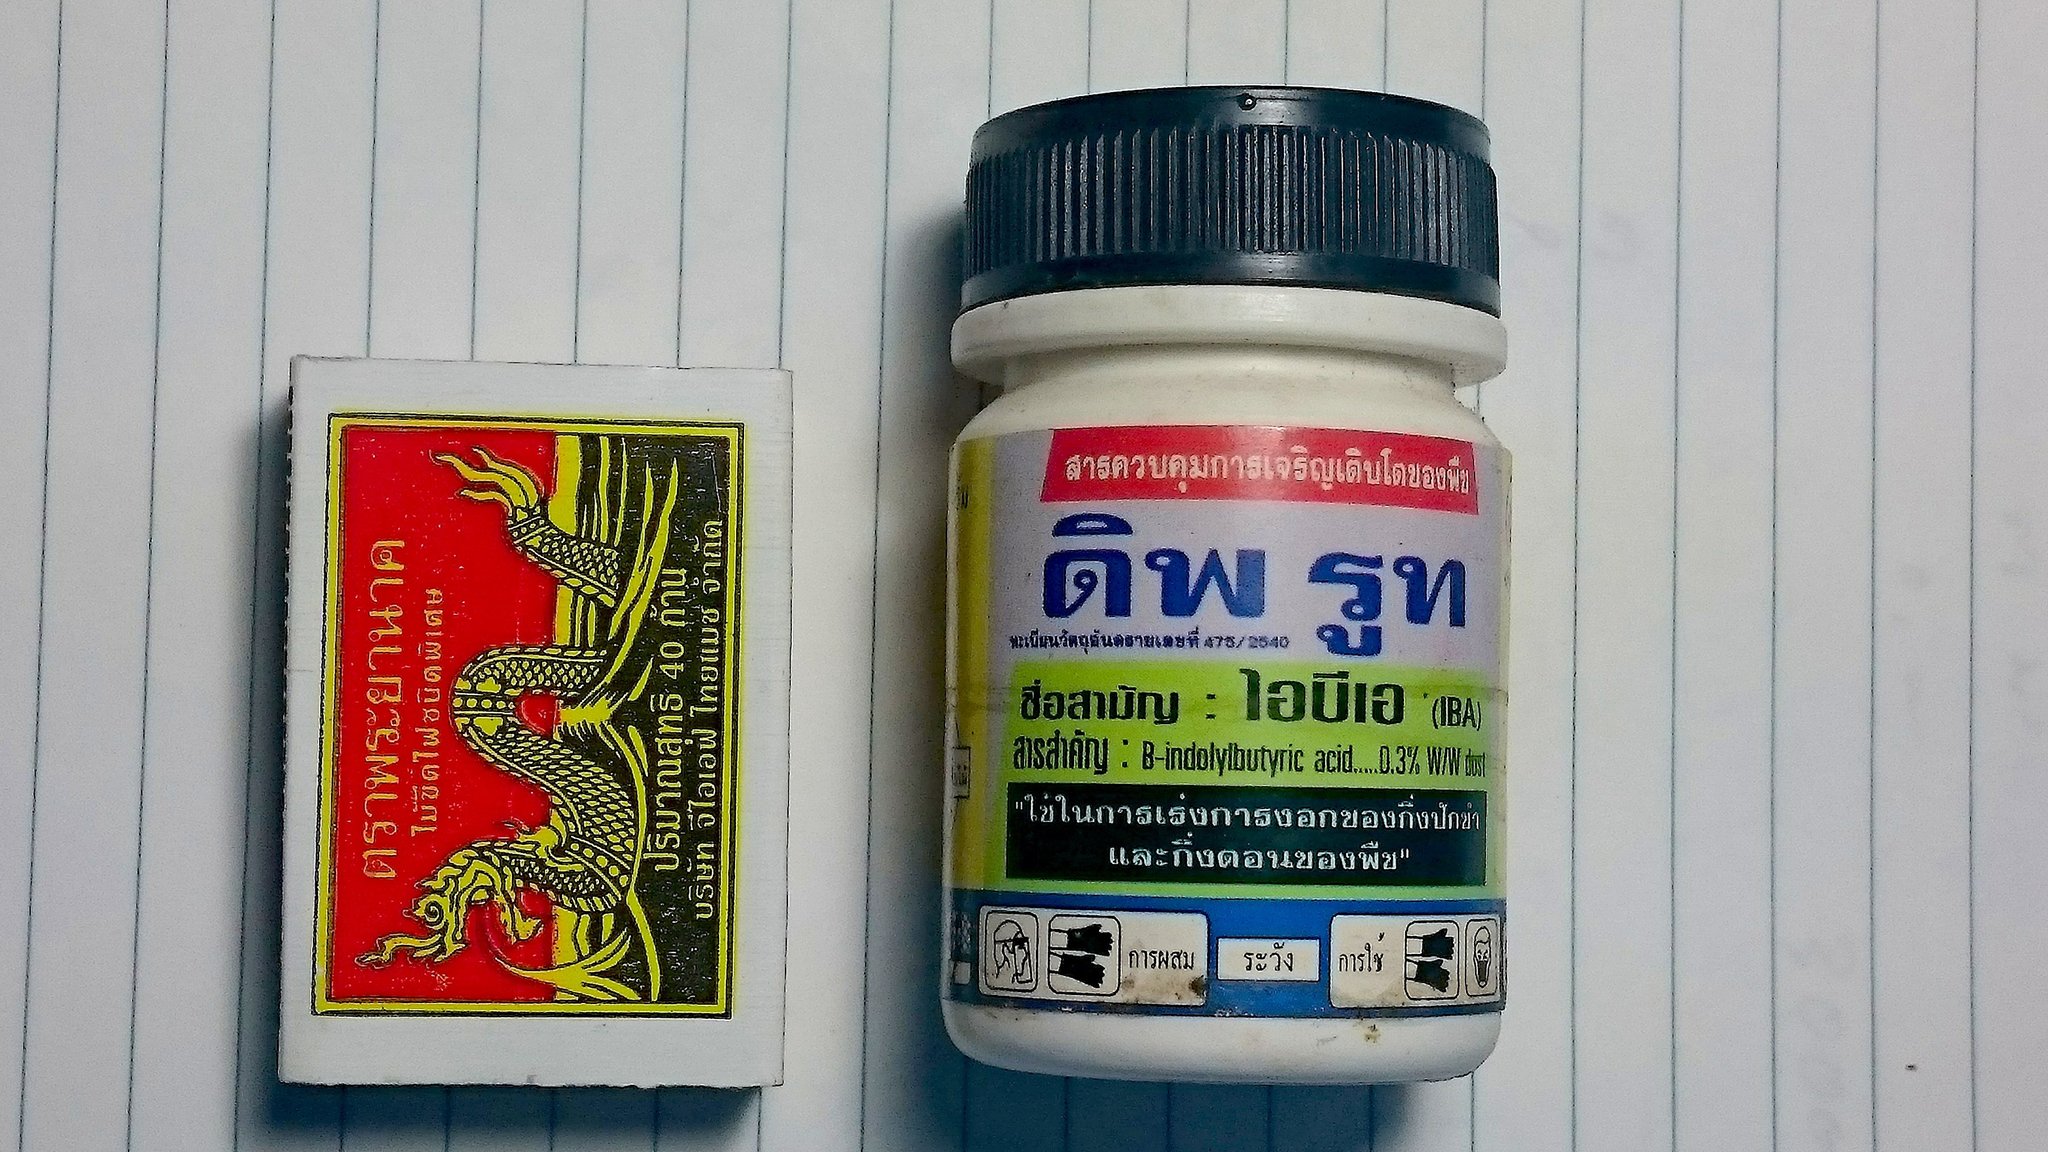 ตราพระยานาค
ไม้ขีดไฟชนิดพิเศษ
ปริมาณสุทธิ 40 ก้าน
บริษัท จีไอเอฟ ไทยแมช จำกัด
สารควบคุมการเจริญเติบโตของพืช
ดิพ รูท
ทะเบียนวัตถุอันตรายเลขที่ 475/2540
ชื่อสามัญ : ไอบีเอ (IBA)
สารสำคัญ : B-indolylbutyric acid.....0.3% W/W dust
"ใช้ในการเร่งการงอกของกิ่งปักชำ
และกิ่งตอนของพืช"
การผสม ระวัง การใช้